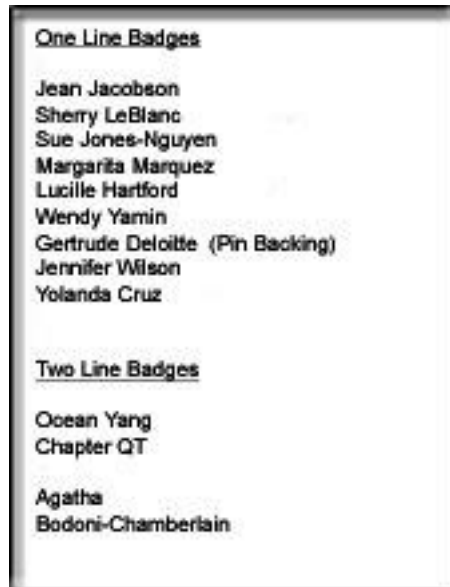 One Line Badges
Jean Jacobson
Sherry LeBlanc
Sue Jones-Nguyen
Margarita Marquez
Lucille Hartford
Wendy Yamin
Gertrude Deloitte (Pin Backing)
Jennifer Wilson
Yolanda Cruz
Two Line Badges
Ocean Yang
Chapter QT
Agatha
Bodoni-Chamberlain